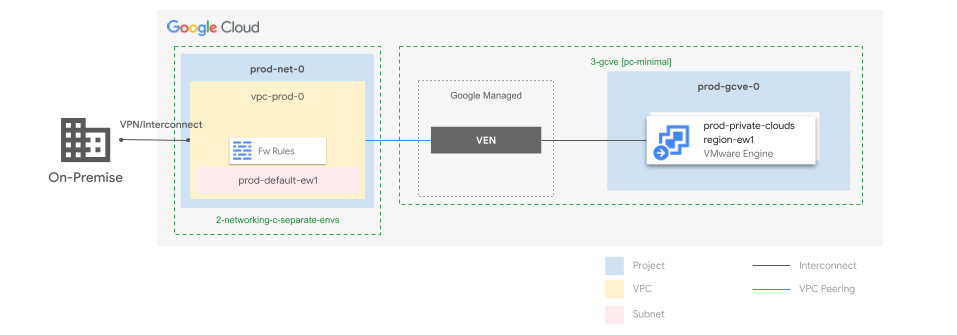 Google Cloud
3-gcve [pc-minimal]
prod-net-0
vpc-prod-0
Google Managed
prod-gcve-0
VPN/Interconnect
Fw Rules
VEN
prod-private-clouds
region-ew1
VMware Engine
On-Premise
prod-default-ew1
2-networking-c-separate-envs
Project
Interconnect
VPC
VPC Peering
Subnet